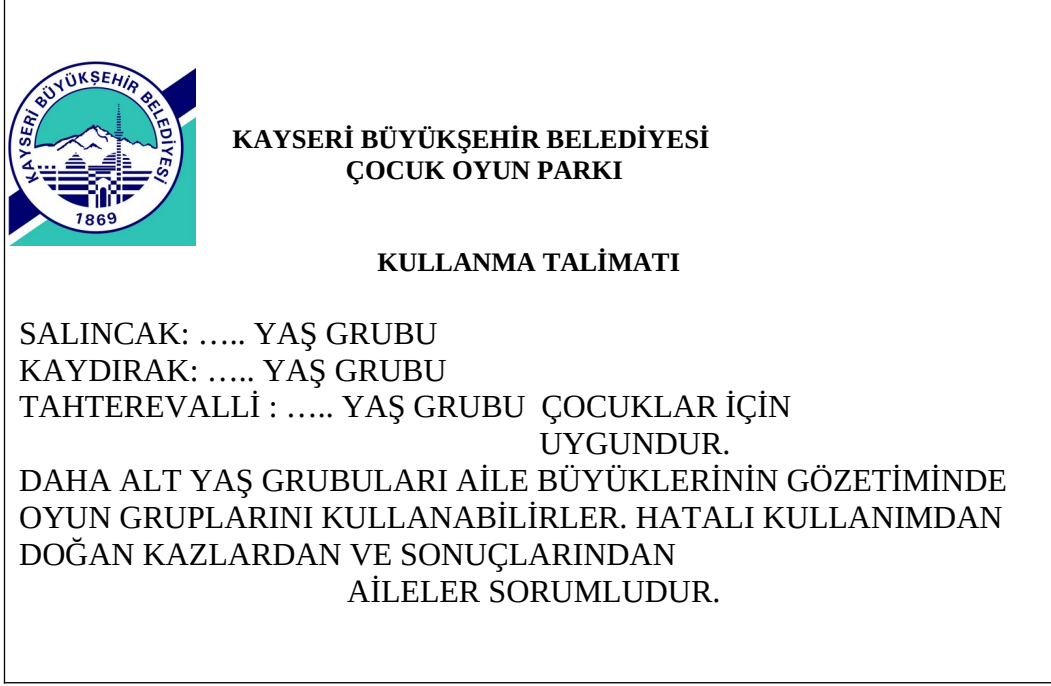 KAYSERİ BÜYÜKŞEHİR BELEDİYESİ
1869
KAYSERİ BÜYÜKŞEHİR BELEDİYESİ
ÇOCUK OYUN PARKI
KULLANMA TALİMATI
SALINCAK: ….. YAŞ GRUBU
KAYDIRAK: ….. YAŞ GRUBU
TAHTEREVALLİ : ….. YAŞ GRUBU ÇOCUKLAR İÇİN
UYGUNDUR.
DAHA ALT YAŞ GRUBULARI AİLE BÜYÜKLERİNİN GÖZETİMİNDE
OYUN GRUPLARINI KULLANABİLİRLER. HATALI KULLANIMDAN
DOĞAN KAZLARDAN VE SONUÇLARINDAN
AİLELER SORUMLUDUR.